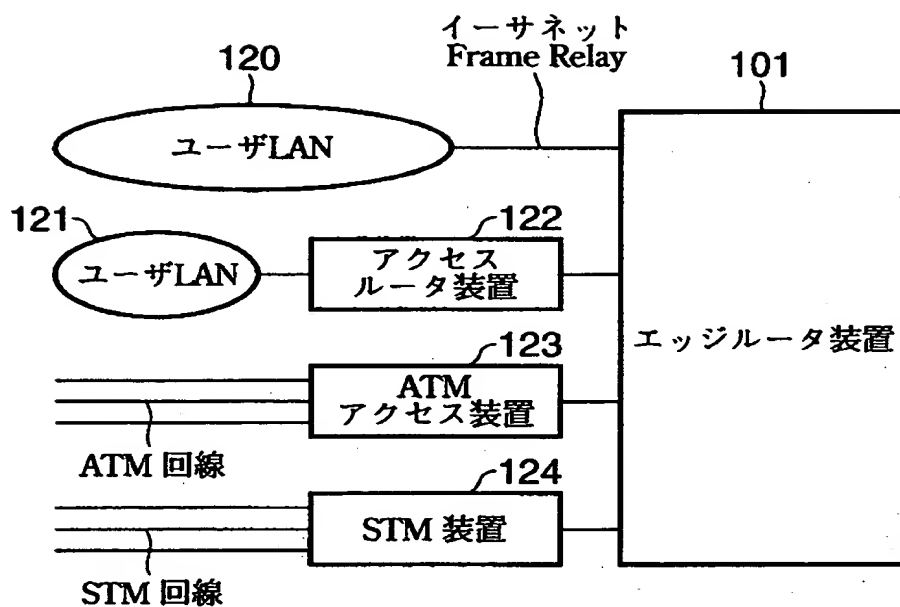 イーサネット
Frame Relay
120
101
ユーザLAN
121
122
ユーザLAN
アクセス
ルータ装置
エッジルータ装置
123
ATM
アクセス装置
ATM 回線
124
STM 装置
STM 回線